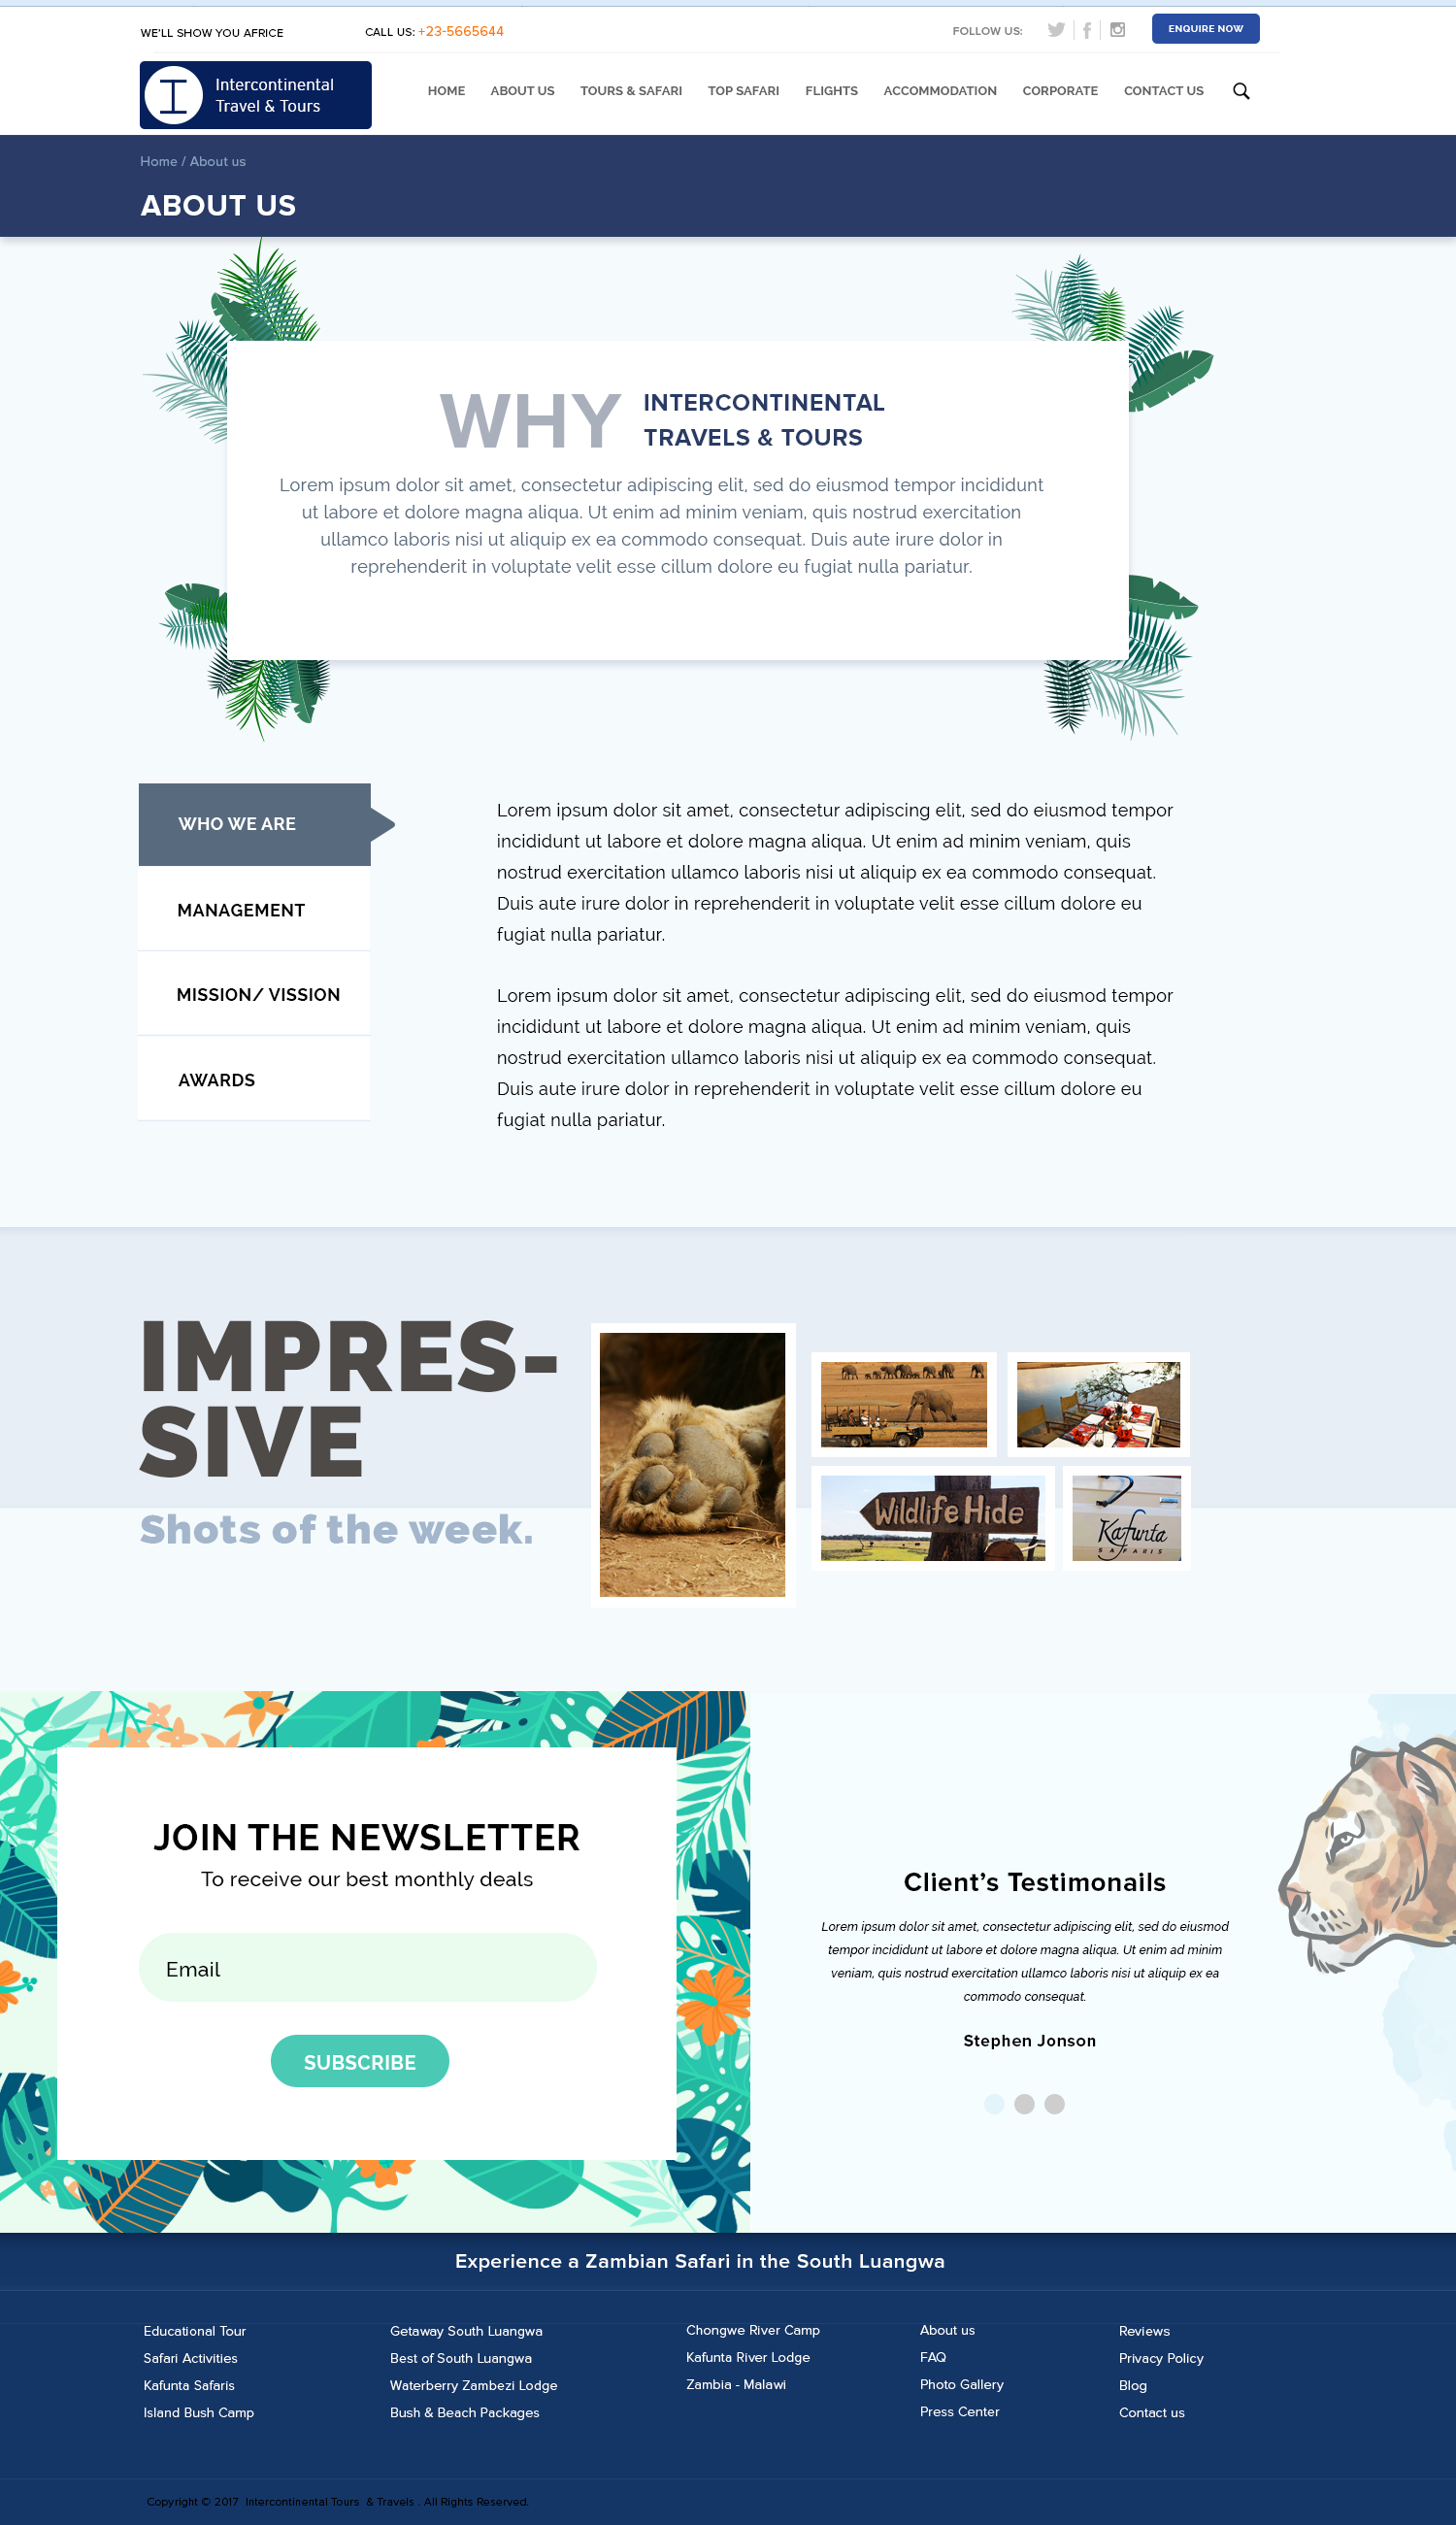 WE'LL SHOW YOU AFRICE
CALL US: +23-5665644
FOLLOW US:
ENQUIRE NOW
Intercontinental
Travel & Tours
HOME ABOUT US TOURS & SAFARI TOP SAFARI FLIGHTS ACCOMMODATION CORPORATE CONTACT US
Home / About us
ABOUT US
WHY
INTERCONTINENTAL
TRAVELS & TOURS
Lorem ipsum dolor sit amet, consectetur adipiscing elit, sed do eiusmod tempor incididunt
ut labore et dolore magna aliqua. Ut enim ad minim veniam, quis nostrud exercitation
ullamco laboris nisi ut aliquip ex ea commodo consequat. Duis aute irure dolor in
reprehenderit in voluptate velit esse cillum dolore eu fugiat nulla pariatur.
WHO WE ARE
MANAGEMENT
MISSION/ VISSION
AWARDS
Lorem ipsum dolor sit amet, consectetur adipiscing elit, sed do eiusmod tempor
incididunt ut labore et dolore magna aliqua. Ut enim ad minim veniam, quis
nostrud exercitation ullamco laboris nisi ut aliquip ex ea commodo consequat.
Duis aute irure dolor in reprehenderit in voluptate velit esse cillum dolore eu
fugiat nulla pariatur.
Lorem ipsum dolor sit amet, consectetur adipiscing elit, sed do eiusmod tempor
incididunt ut labore et dolore magna aliqua. Ut enim ad minim veniam, quis
nostrud exercitation ullamco laboris nisi ut aliquip ex ea commodo consequat.
Duis aute irure dolor in reprehenderit in voluptate velit esse cillum dolore eu
fugiat nulla pariatur.
IMPRES-
SIVE
Shots of the week.
Wildlife Hide
Kafunta
SAFARIS
JOIN THE NEWSLETTER
To receive our best monthly deals
Email
SUBSCRIBE
Client's Testimonails
Lorem ipsum dolor sit amet, consectetur adipiscing elit, sed do eiusmod
tempor incididunt ut labore et dolore magna aliqua. Ut enim ad minim
veniam, quis nostrud exercitation ullamco laboris nisi ut aliquip ex ea
commodo consequat.
Stephen Jonson
Experience a Zambian Safari in the South Luangwa
Educational Tour
Safari Activities
Kafunta Safaris
Island Bush Camp
Getaway South Luangwa
Best of South Luangwa
Waterberry Zambezi Lodge
Bush & Beach Packages
Chongwe River Camp
Kafunta River Lodge
Zambia - Malawi
About us
FAQ
Photo Gallery
Press Center
Reviews
Privacy Policy
Blog
Contact us
Copyright © 2017 Intercontinental Tours & Travels . All Rights Reserved.